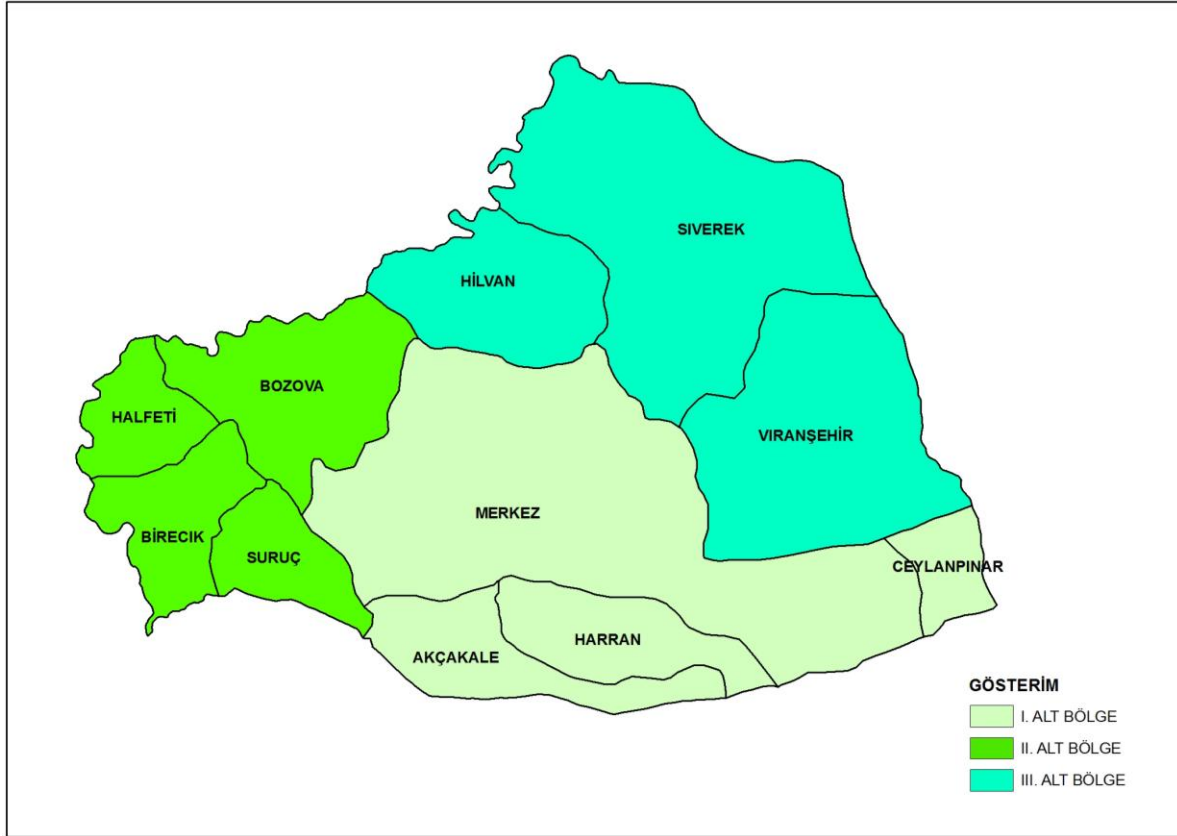 SIVEREK
HİLVAN
BOZOVA
HALFETİ
VIRANŞEHİR
MERKEZ
BİRECIK
SURUÇ
CEYLANPINAR
HARRAN
AKÇAKALE
GÖSTERİM
I. ALT BÖLGE
II. ALT BÖLGE
III. ALT BÖLGE